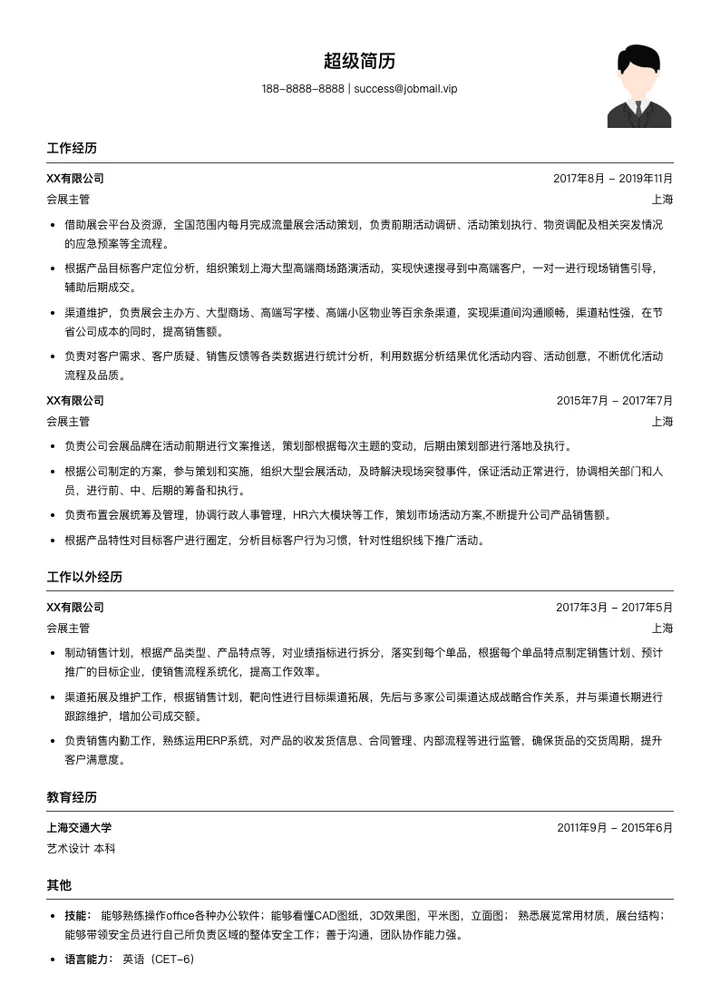 超级简历
188-8888-8888 | success@jobmail.vip
工作经历
XX有限公司 2017年8月 - 2019年11月
会展主管 上海
• 借助展会平台及资源，全国范围内每月完成流量展会活动策划，负责前期活动调研、活动策划执行、物资调配及相关突发情况
的应急预案等全流程。
• 根据产品目标客户定位分析，组织策划上海大型高端商场路演活动，实现快速搜寻到中高端客户，一对一进行现场销售引导，
辅助后期成交。
• 渠道维护，负责展会主办方、大型商场、高端写字楼、高端小区物业等百余条渠道，实现渠道间沟通顺畅，渠道粘性强，在节
省公司成本的同时，提高销售额。
• 负责对客户需求、客户质疑、销售反馈等各类数据进行统计分析，利用数据分析结果优化活动内容、活动创意，不断优化活动
流程及品质。
XX有限公司 2015年7月 - 2017年7月
会展主管 上海
• 负责公司会展品牌在活动前期进行文案推送，策划部根据每次主题的变动，后期由策划部进行落地及执行。
• 根据公司制定的方案，参与策划和实施，组织大型会展活动，及時解決现场突發事件，保证活动正常进行，协调相关部门和人
员，进行前、中、后期的筹备和执行。
• 负责布置会展统筹及管理，协调行政人事管理，HR六大模块等工作，策划市场活动方案,不断提升公司产品销售额。
• 根据产品特性对目标客户进行圈定，分析目标客户行为习惯，针对性组织线下推广活动。
工作以外经历
XX有限公司 2017年3月 - 2017年5月
会展主管 上海
• 制动销售计划，根据产品类型、产品特点等，对业绩指标进行拆分，落实到每个单品，根据每个单品特点制定销售计划、预计
推广的目标企业，使销售流程系统化，提高工作效率。
• 渠道拓展及维护工作，根据销售计划，靶向性进行目标渠道拓展，先后与多家公司渠道达成战略合作关系，并与渠道长期进行
跟踪维护，增加公司成交额。
• 负责销售内勤工作，熟练运用ERP系统，对产品的收发货信息、合同管理、内部流程等进行监管，确保货品的交货周期，提升
客户满意度。
教育经历
上海交通大学 2011年9月 - 2015年6月
艺术设计 本科
其他
• 技能： 能够熟练操作office各种办公软件；能够看懂CAD图纸，3D效果图，平米图，立面图； 熟悉展览常用材质，展台结构；
能够带领安全员进行自己所负责区域的整体安全工作；善于沟通，团队协作能力强。
• 语言能力： 英语（CET-6）